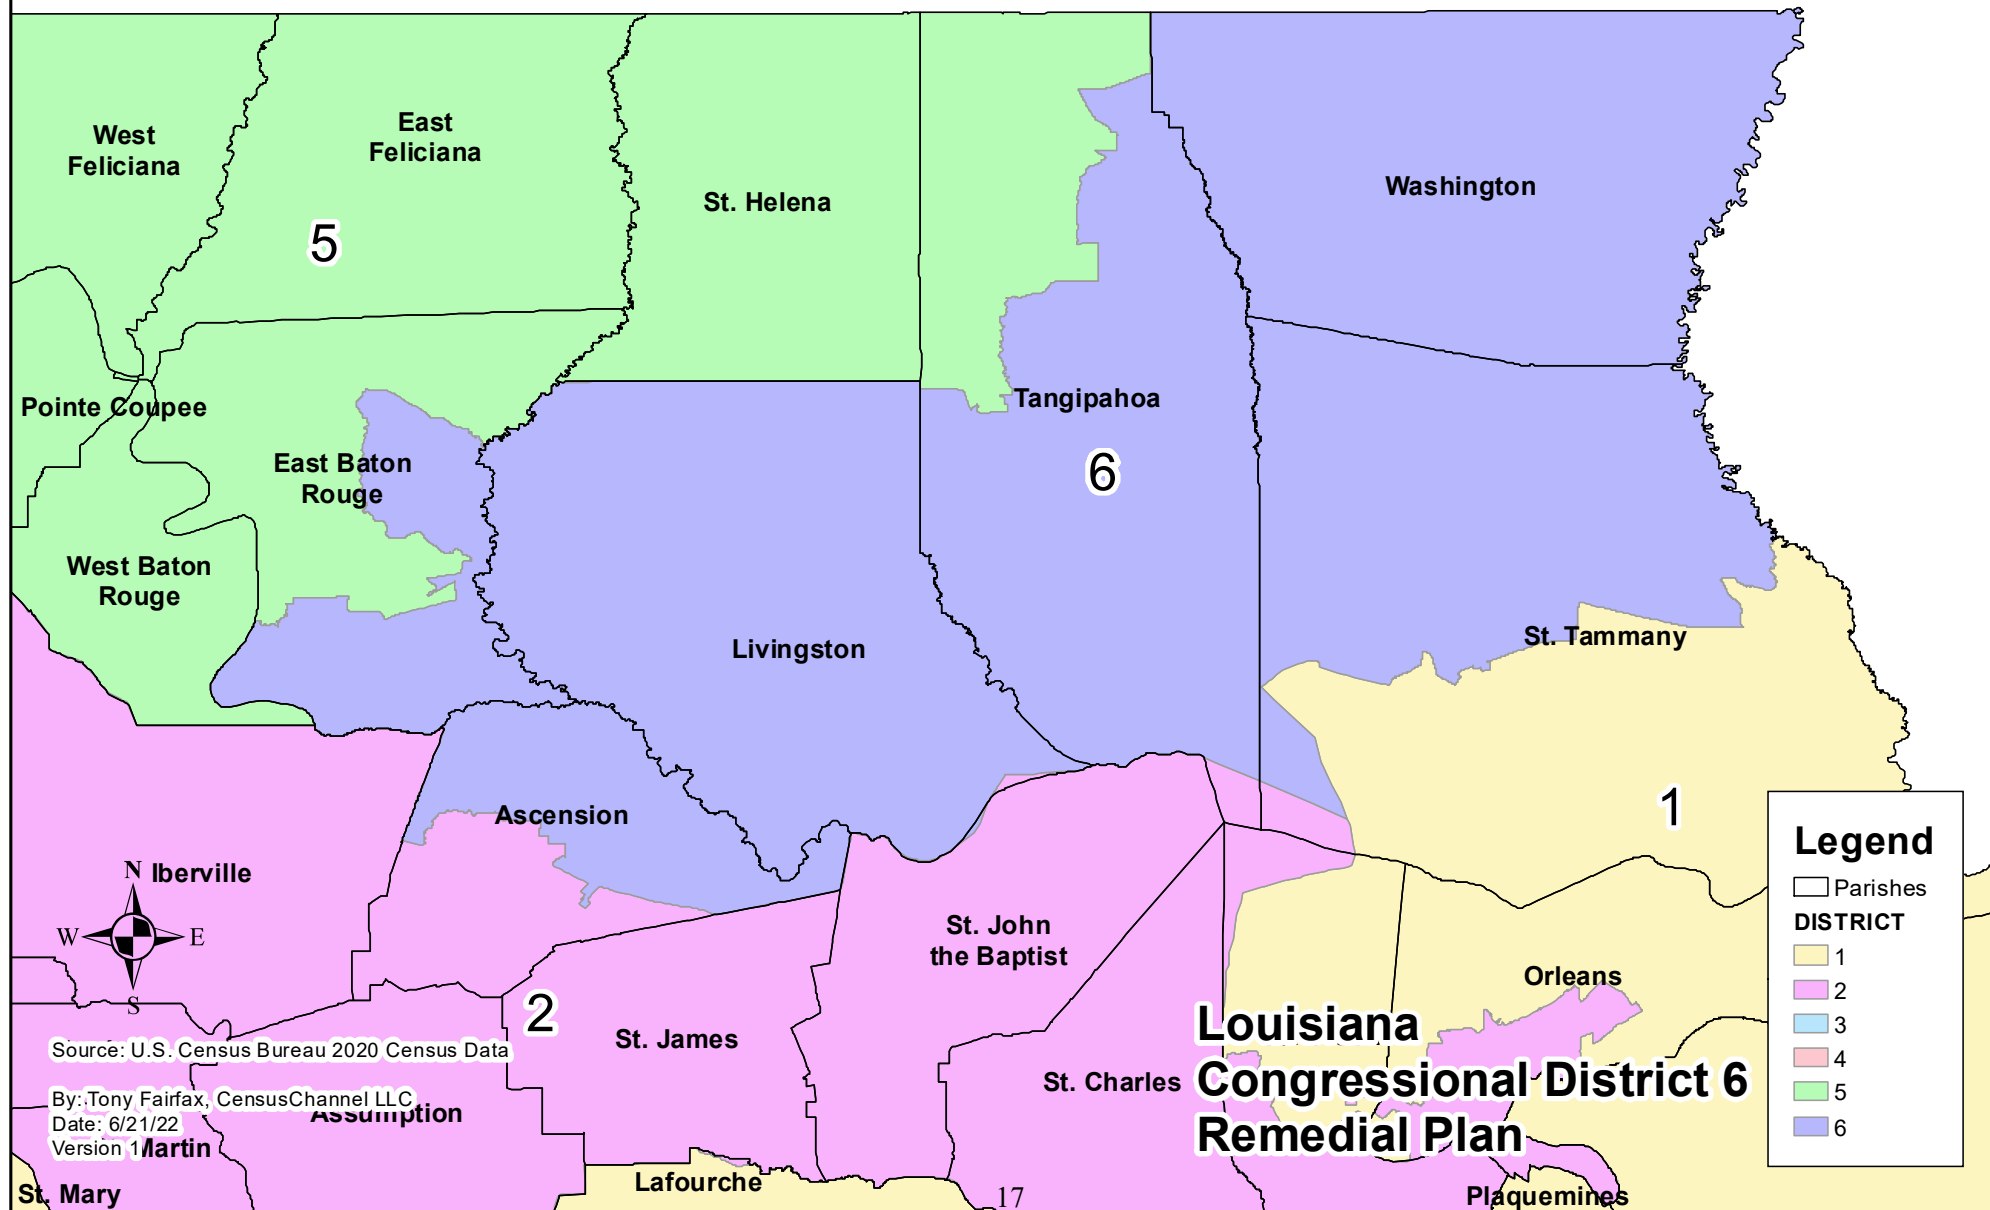 West
Feliciana
East
Feliciana
St. Helena
Washington
5
Pointe Coupee
Tangipahoa
East Baton
Rouge
6
West Baton
Rouge
Livingston
St. Tammany
1
Ascension
Iberville
N
W
E
S
St. John
the Baptist
Orleans
2
St. James
St. Charles
Assumption
Martin
St. Mary
Lafourche
Plaquemines
Source: U.S. Census Bureau 2020 Census Data
By: Tony Fairfax, CensusChannel LLC
Date: 6/21/22
Version 1
Louisiana
Congressional District 6
Remedial Plan
17
Legend
Parishes
DISTRICT
1
2
3
4
5
6